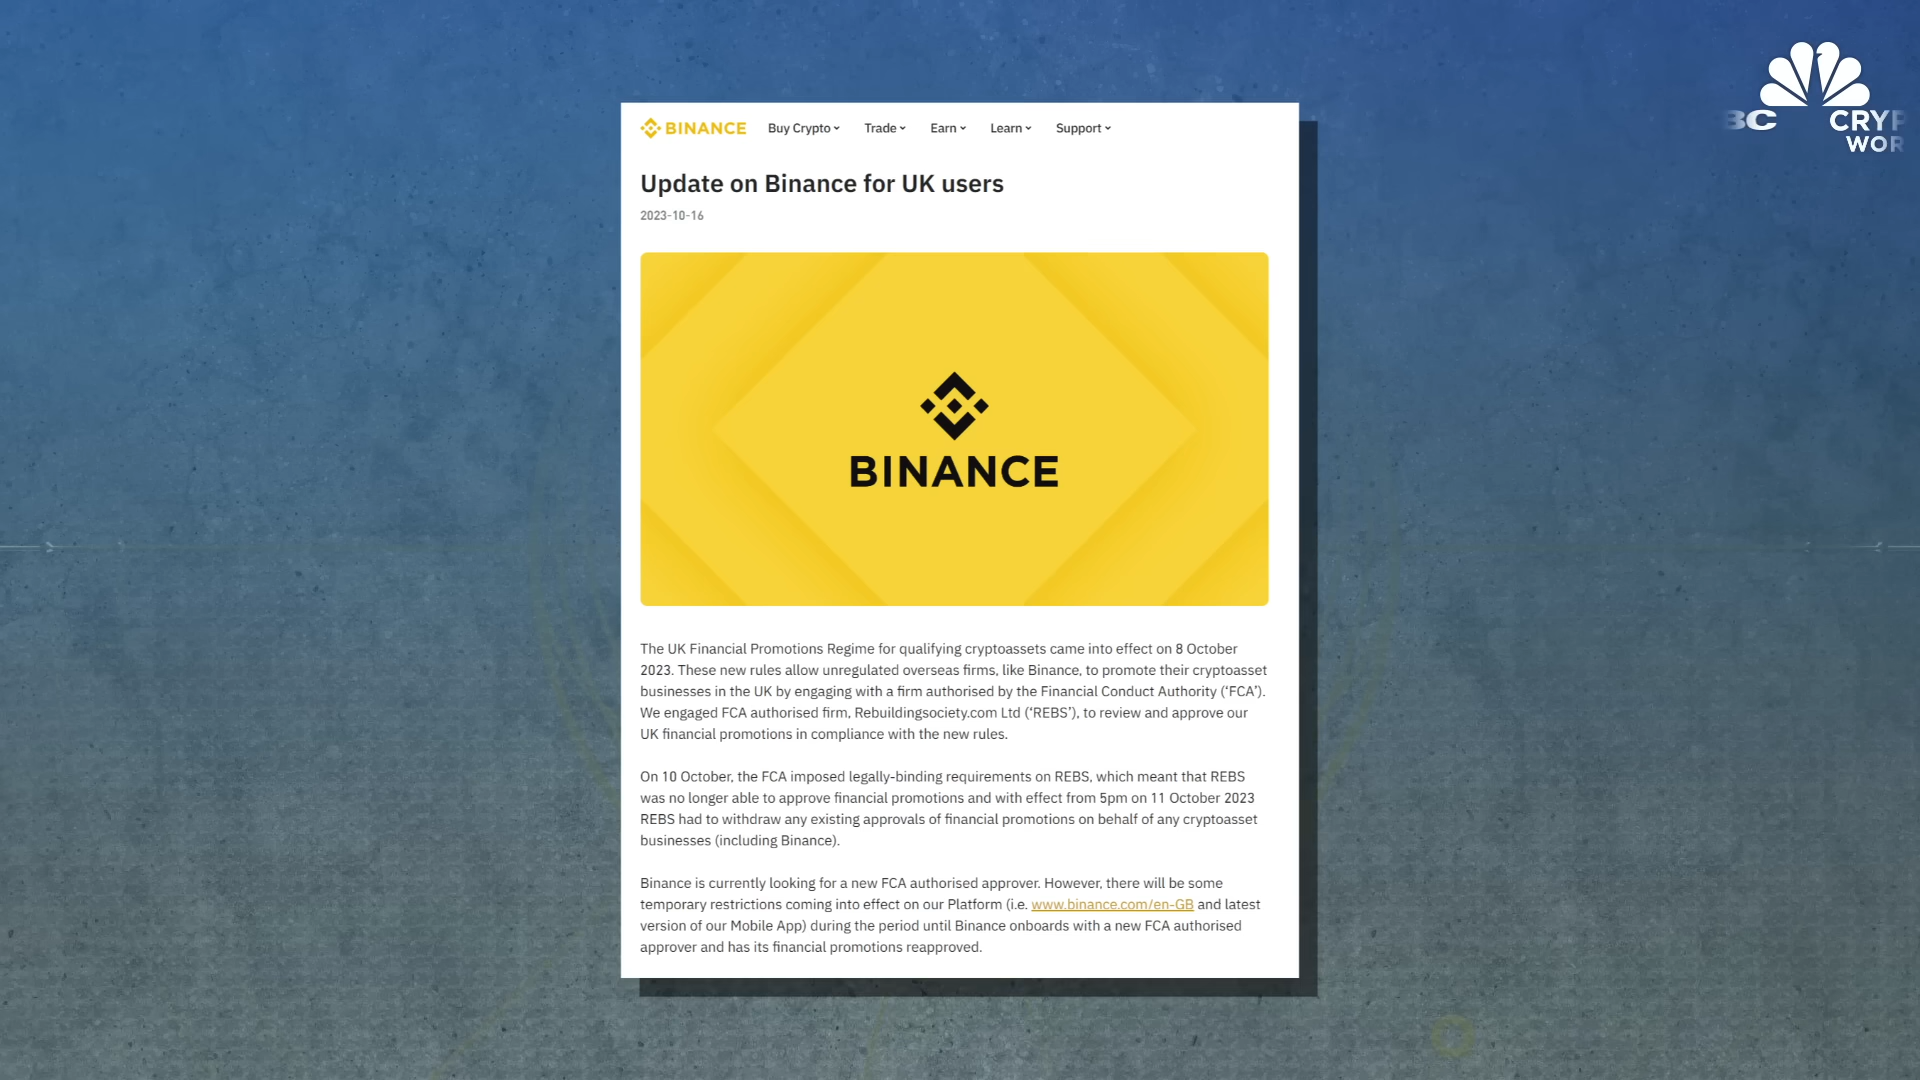 BINANCE Buy Crypto Trade Earn Learn Support
Update on Binance for UK users
2023-10-16
BINANCE
The UK Financial Promotions Regime for qualifying cryptoassets came into effect on 8 October
2023. These new rules allow unregulated overseas firms, like Binance, to promote their cryptoasset
businesses in the UK by engaging with a firm authorised by the Financial Conduct Authority (‘FCA’).
We engaged FCA authorised firm, Rebuildingsociety.com Ltd (‘REBS’), to review and approve our
UK financial promotions in compliance with the new rules.
On 10 October, the FCA imposed legally-binding requirements on REBS, which meant that REBS
was no longer able to approve financial promotions and with effect from 5pm on 11 October 2023
REBS had to withdraw any existing approvals of financial promotions on behalf of any cryptoasset
businesses (including Binance).
Binance is currently looking for a new FCA authorised approver. However, there will be some
temporary restrictions coming into effect on our Platform (i.e. www.binance.com/en-GB and latest
version of our Mobile App) during the period until Binance onboards with a new FCA authorised
approver and has its financial promotions reapproved.